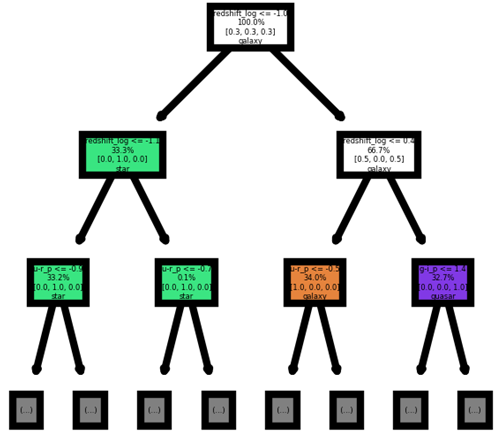 redshift_log <= -1.0
100.0%
[0.3, 0.3, 0.3]
galaxy
redshift_log <= -1.1
33.3%
[0.0, 1.0, 0.0]
star
redshift_log <= 0.4
66.7%
[0.5, 0.0, 0.5]
galaxy
u-r_p <= -0.9
33.2%
[0.0, 1.0, 0.0]
star
u-r_p <= -0.7
0.1%
[0.0, 1.0, 0.0]
star
u-r_p <= -0.5
34.0%
[1.0, 0.0, 0.0]
galaxy
g-i_p <= 1.4
32.7%
[0.0, 0.0, 1.0]
quasar
(...) (...) (...) (...) (...) (...) (...) (...)